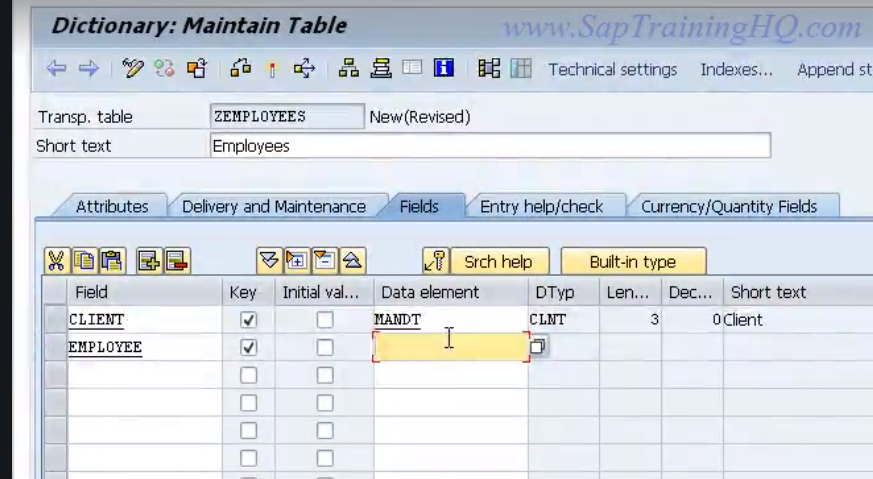 Dictionary: Maintain Table
www.SapTrainingHQ.com
Technical settings Indexes... Append st
Transp. table ZEMPLOYEES New(Revised)
Short text Employees
Attributes Delivery and Maintenance Fields Entry help/check Currency/Quantity Fields
Srch help Built-in type
Field Key Initial val... Data element DTyp Len... Dec... Short text
CLIENT MANDT CLNT 3 0 Client
EMPLOYEE